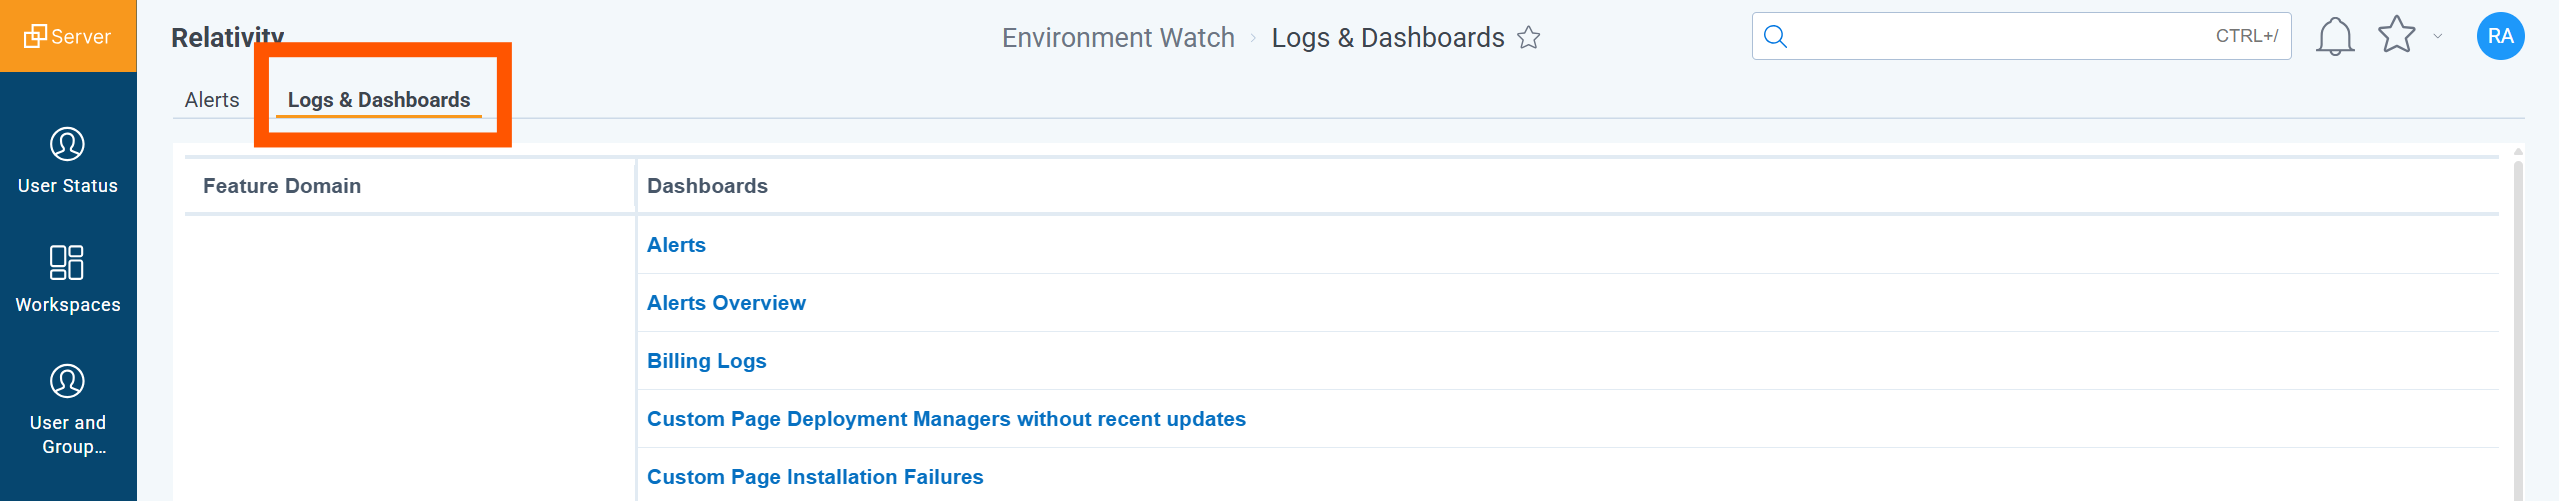 Server
Relativity
Environment Watch › Logs & Dashboards
CTRL+/
RA
Alerts
Logs & Dashboards
User Status
Workspaces
User and
Group...
Feature Domain
Dashboards
Alerts
Alerts Overview
Billing Logs
Custom Page Deployment Managers without recent updates
Custom Page Installation Failures